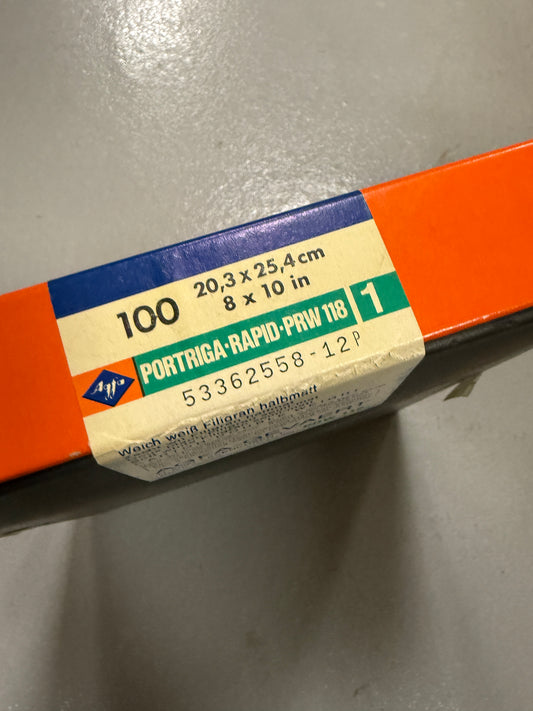 100 20,3 x 25,4 cm
8 x 10 in
Agfa PORTRIGA-RAPID-PRW 118 1
53362558-12P
Weich weiß Filigran halbmatt